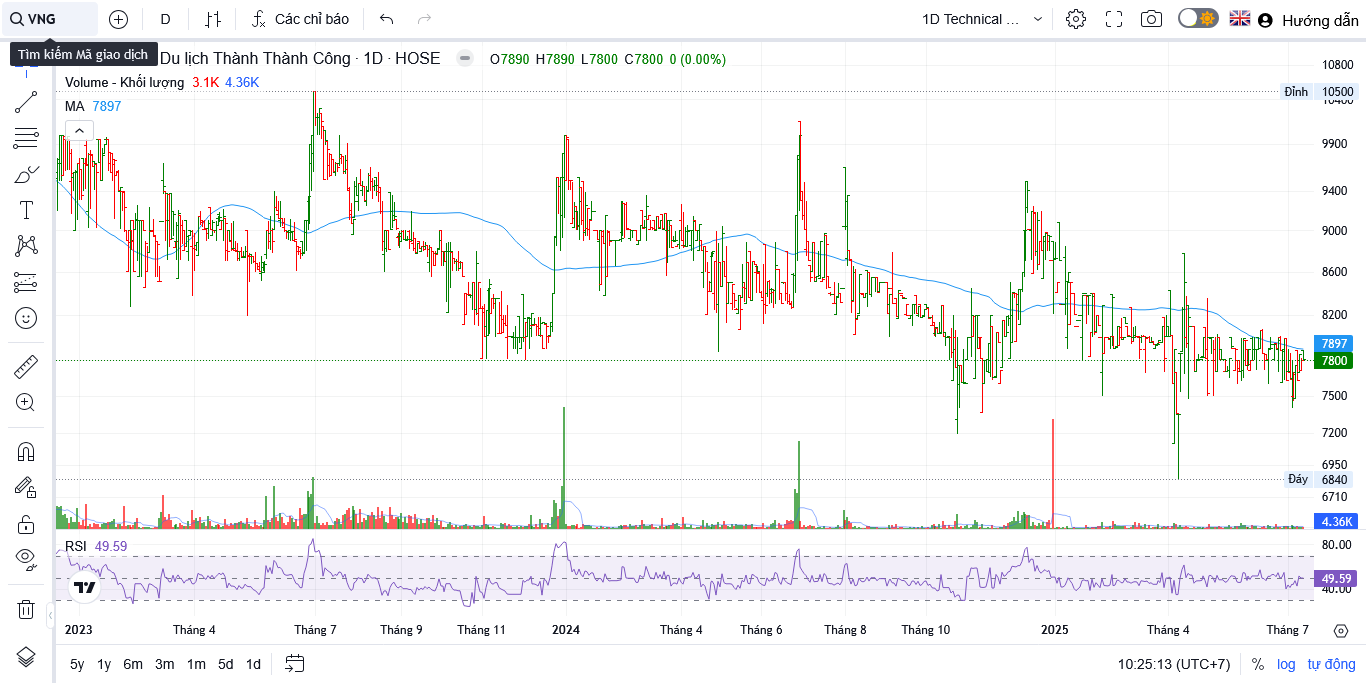 VNG D Các chỉ báo 1D Technical ... Hướng dẫn
Tìm kiếm Mã giao dịch Du lịch Thành Thành Công · 1D · HOSE O7890 H7890 L7800 C7800 0 (0.00%)
Volume - Khối lượng 3.1K 4.36K
MA 7897
10800
Đỉnh 10500
10400
9900
9400
9000
8600
8200
7897
7800
7500
7200
6950
Đáy 6840
6710
4.36K
RSI 49.59
80.00
49.59
40.00
2023 Tháng 4 Tháng 7 Tháng 9 Tháng 11 2024 Tháng 4 Tháng 6 Tháng 8 Tháng 10 2025 Tháng 4 Tháng 7
5y 1y 6m 3m 1m 5d 1d 10:25:13 (UTC+7) % log tự động